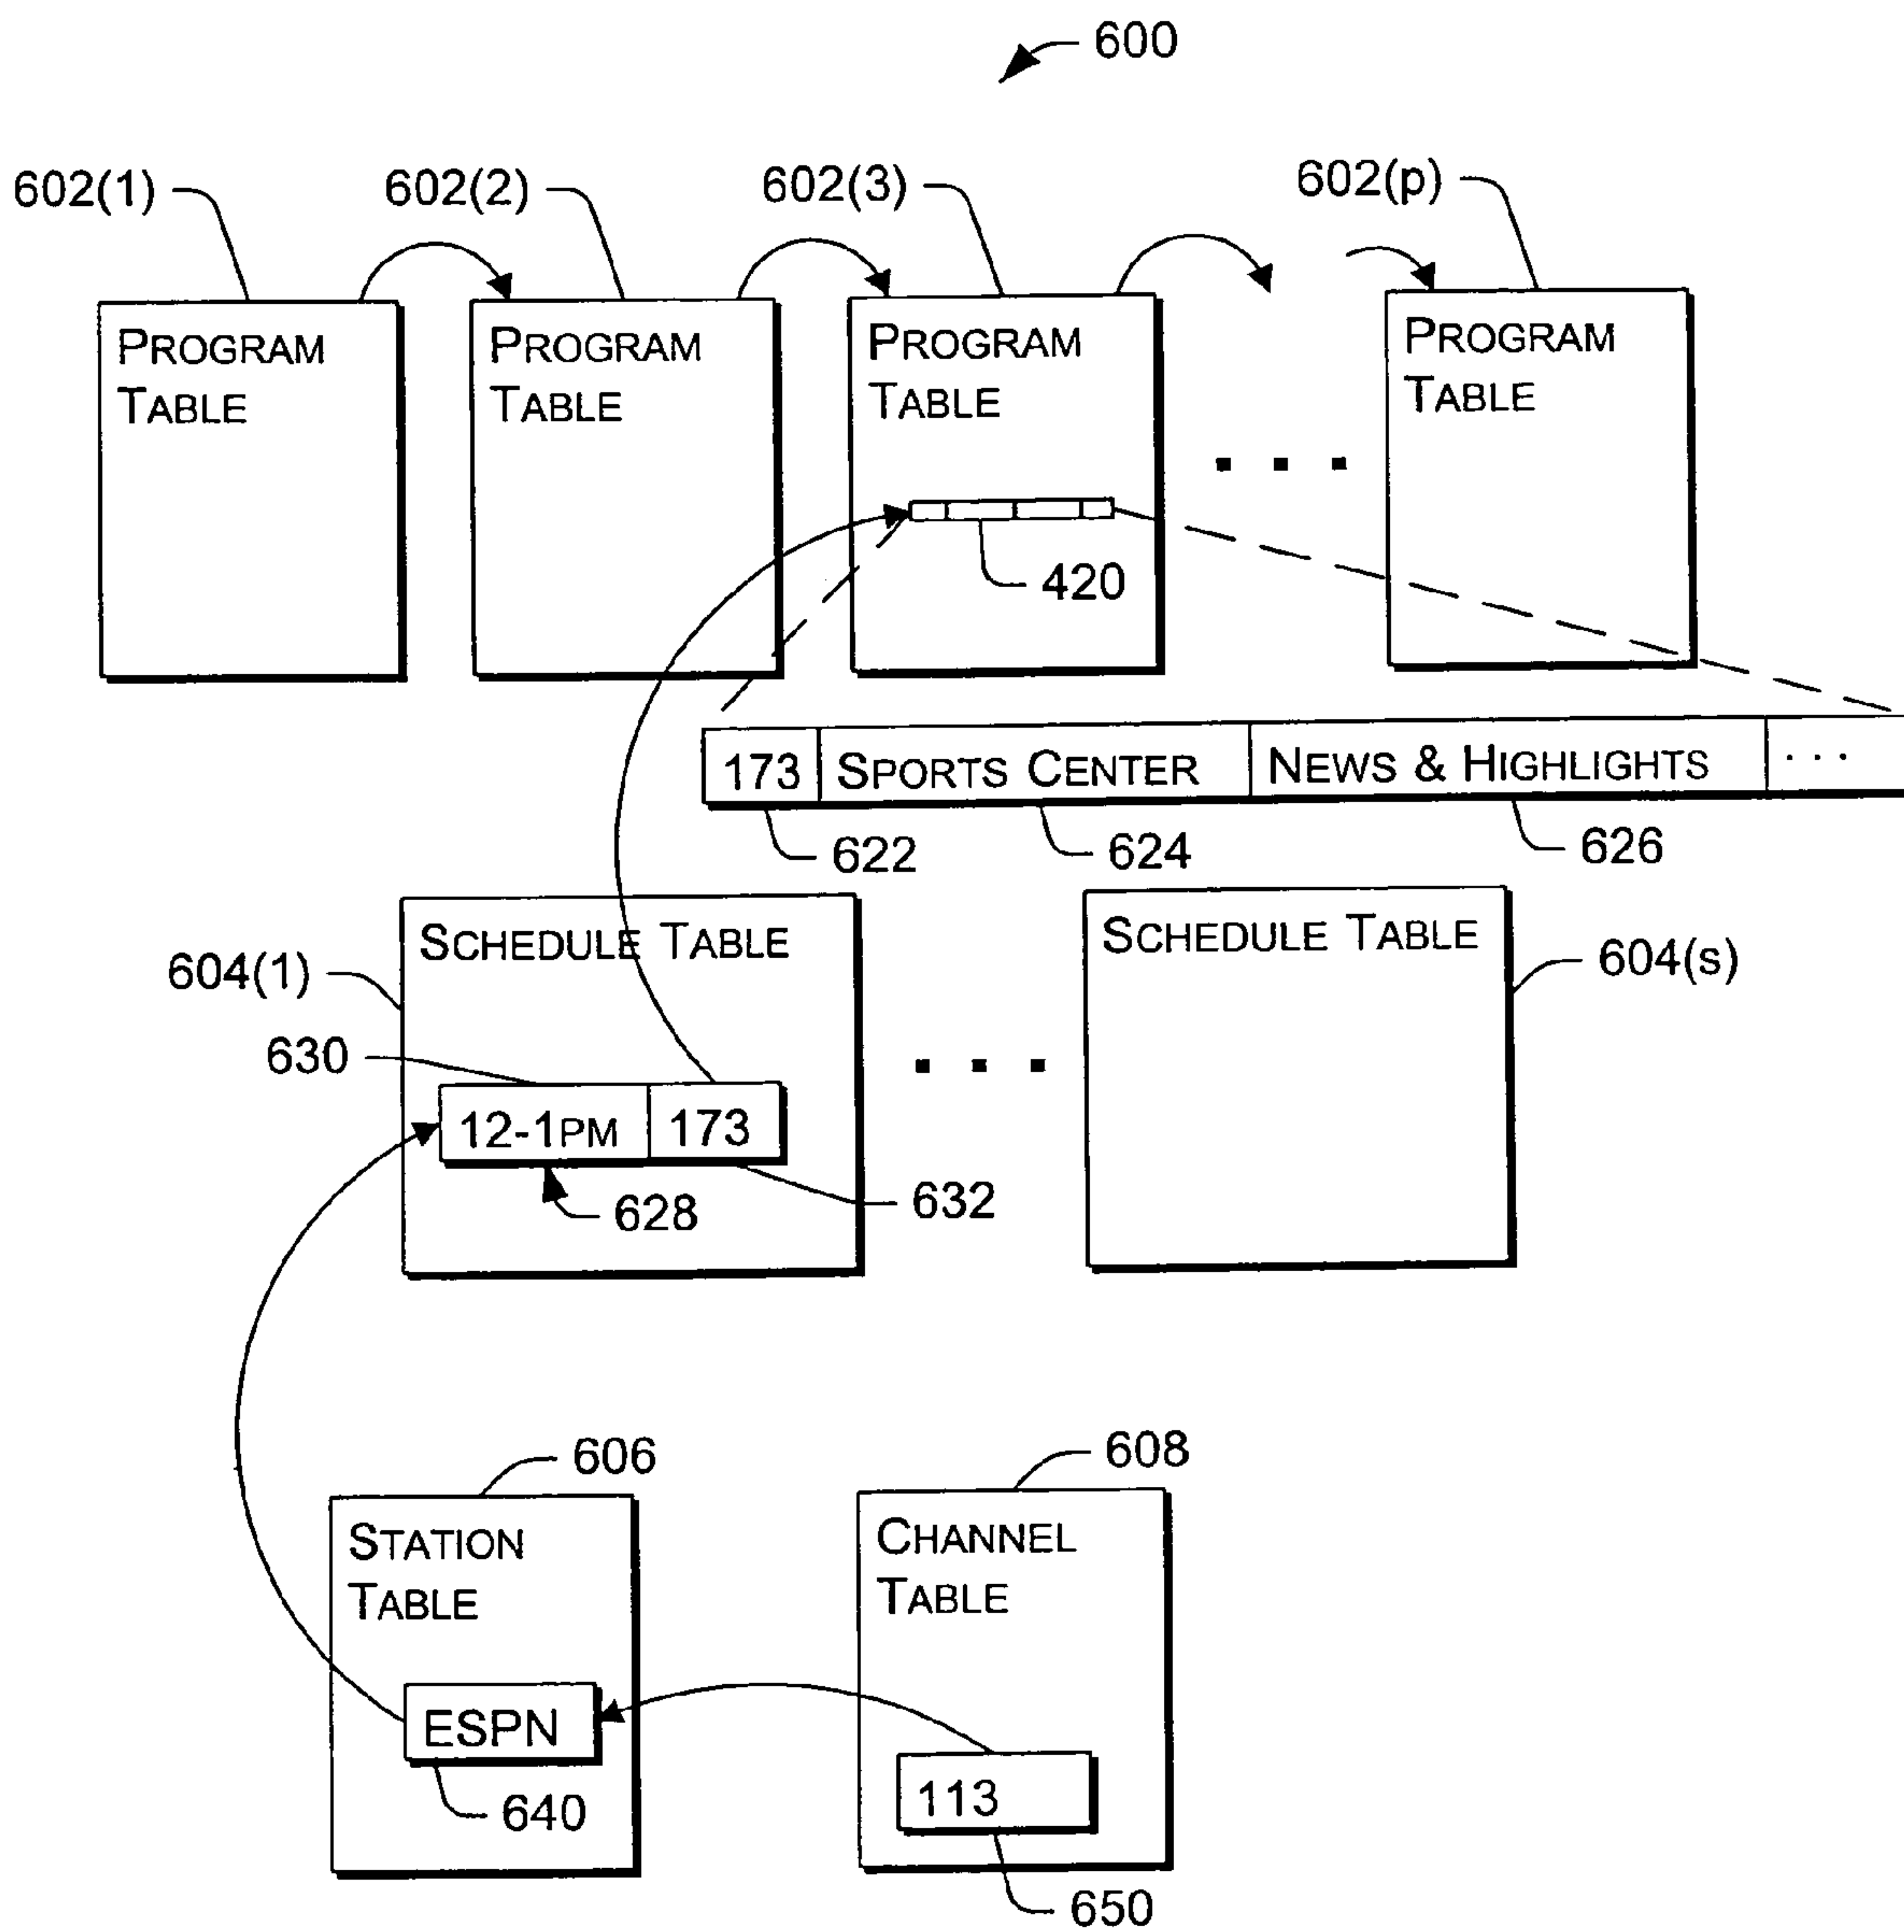 600
602(1) 602(2) 602(3) 602(p)
PROGRAM TABLE
PROGRAM TABLE
PROGRAM TABLE
PROGRAM TABLE
. . .
420
173 SPORTS CENTER NEWS & HIGHLIGHTS . . .
622 624 626
SCHEDULE TABLE
SCHEDULE TABLE
604(1)
604(s)
630
. . .
12-1PM 173
628
632
606
608
STATION TABLE
CHANNEL TABLE
ESPN
640
113
650